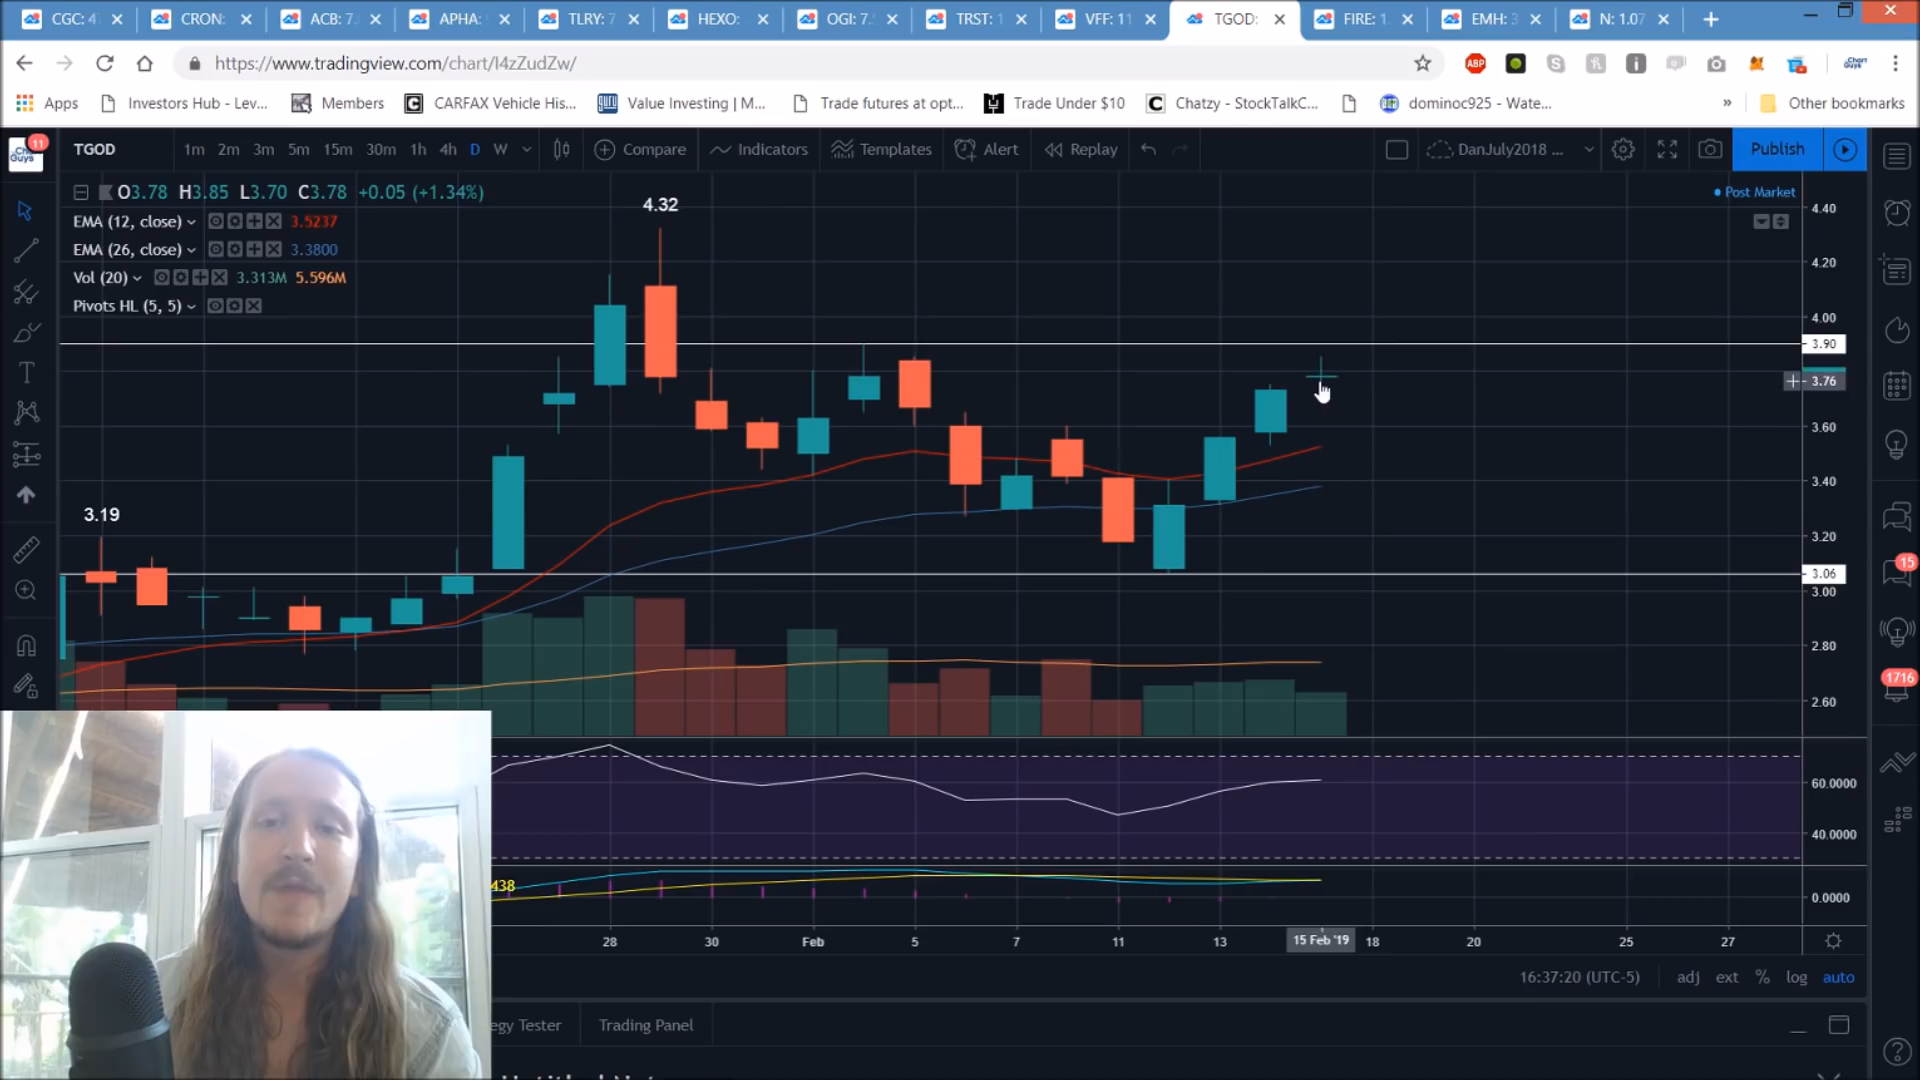 CGC: 4
CRON:
ACB: 7.
APHA:
TLRY: 7
HEXO:
OGI: 7.
TRST: 1
VFF: 11
TGOD:
FIRE: 1.
EMH: 3
N: 1.07
https://www.tradingview.com/chart/I4zZudZw/
ABP
Apps
Investors Hub - Lev...
Members
CARFAX Vehicle His...
guru
Value Investing | M...
Trade futures at opt...
Trade Under $10
Chatzy - StockTalkC...
dominoc925 - Wate...
»
Other bookmarks
11
TGOD
1m 2m 3m 5m 15m 30m 1h 4h D W
Compare
Indicators
Templates
Alert
Replay
DanJuly2018 ...
Publish
O3.78 H3.85 L3.70 C3.78 +0.05 (+1.34%)
Post Market
EMA (12, close) 3.5237
EMA (26, close) 3.3800
Vol (20) 3.313M 5.596M
Pivots HL (5, 5)
4.32
3.19
4.40
4.20
4.00
3.90
3.76
3.60
3.40
3.20
3.06
3.00
2.80
2.60
60.0000
40.0000
438
0.0000
28 30 Feb 5 7 11 13 15 Feb '19 18 20 25 27
16:37:20 (UTC-5)
adj ext % log auto
egy Tester
Trading Panel
15
1716